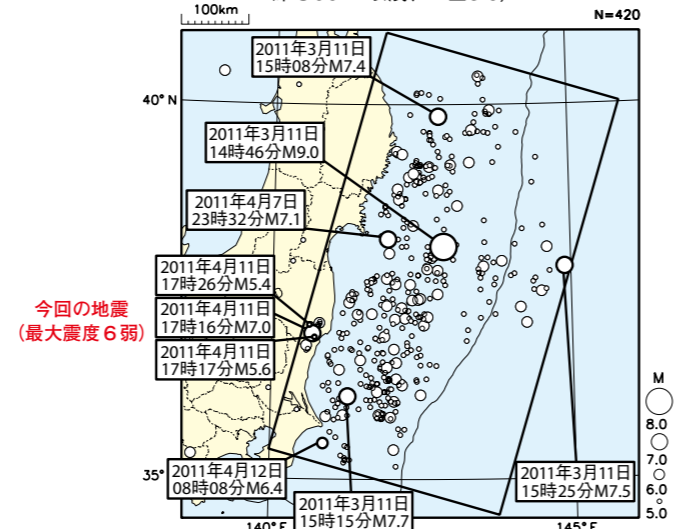 100km
N=420
2011年3月11日
15時08分M7.4
40°N
2011年3月11日
14時46分M9.0
2011年4月7日
23時32分M7.1
2011年4月11日
17時26分M5.4
今回の地震
(最大震度６弱)
2011年4月11日
17時16分M7.0
2011年4月11日
17時17分M5.6
M
8.0
7.0
6.0
5.0
35°
2011年4月12日
08時08分M6.4
2011年3月11日
15時15分M7.7
2011年3月11日
15時25分M7.5
140°E
145°E